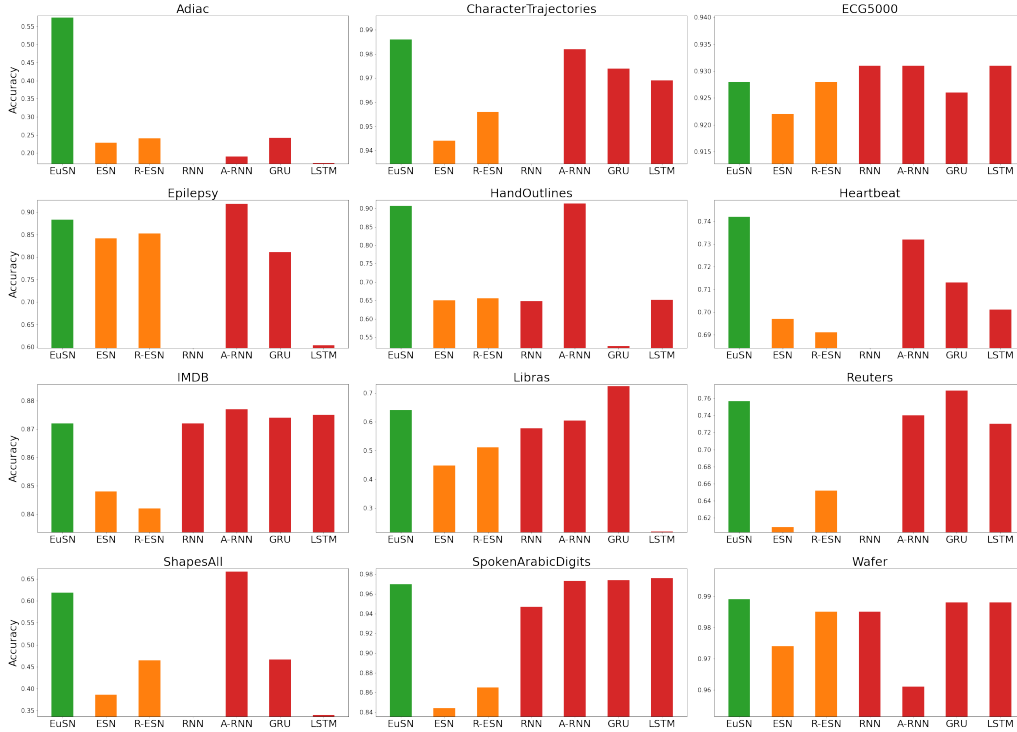 Adiac
Accuracy
0.55
0.50
0.45
0.40
0.35
0.30
0.25
0.20
EuSN ESN R-ESN RNN A-RNN GRU LSTM
CharacterTrajectories
0.99
0.98
0.97
0.96
0.95
0.94
EuSN ESN R-ESN RNN A-RNN GRU LSTM
ECG5000
0.940
0.935
0.930
0.925
0.920
0.915
EuSN ESN R-ESN RNN A-RNN GRU LSTM
Epilepsy
Accuracy
0.90
0.85
0.80
0.75
0.70
0.65
0.60
EuSN ESN R-ESN RNN A-RNN GRU LSTM
HandOutlines
0.90
0.85
0.80
0.75
0.70
0.65
0.60
0.55
EuSN ESN R-ESN RNN A-RNN GRU LSTM
Heartbeat
0.74
0.73
0.72
0.71
0.70
0.69
EuSN ESN R-ESN RNN A-RNN GRU LSTM
IMDB
Accuracy
0.88
0.87
0.86
0.85
0.84
EuSN ESN R-ESN RNN A-RNN GRU LSTM
Libras
0.7
0.6
0.5
0.4
0.3
EuSN ESN R-ESN RNN A-RNN GRU LSTM
Reuters
0.76
0.74
0.72
0.70
0.68
0.66
0.64
0.62
EuSN ESN R-ESN RNN A-RNN GRU LSTM
ShapesAll
Accuracy
0.65
0.60
0.55
0.50
0.45
0.40
0.35
EuSN ESN R-ESN RNN A-RNN GRU LSTM
SpokenArabicDigits
0.98
0.96
0.94
0.92
0.90
0.88
0.86
0.84
EuSN ESN R-ESN RNN A-RNN GRU LSTM
Wafer
0.99
0.98
0.97
0.96
EuSN ESN R-ESN RNN A-RNN GRU LSTM